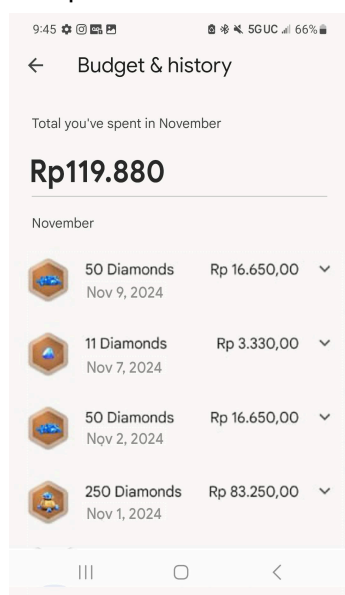 9:45 5GUC 66%
Budget & history
Total you've spent in November
Rp119.880
November
50 Diamonds Rp 16.650,00
Nov 9, 2024
11 Diamonds Rp 3.330,00
Nov 7, 2024
50 Diamonds Rp 16.650,00
Nov 2, 2024
250 Diamonds Rp 83.250,00
Nov 1, 2024